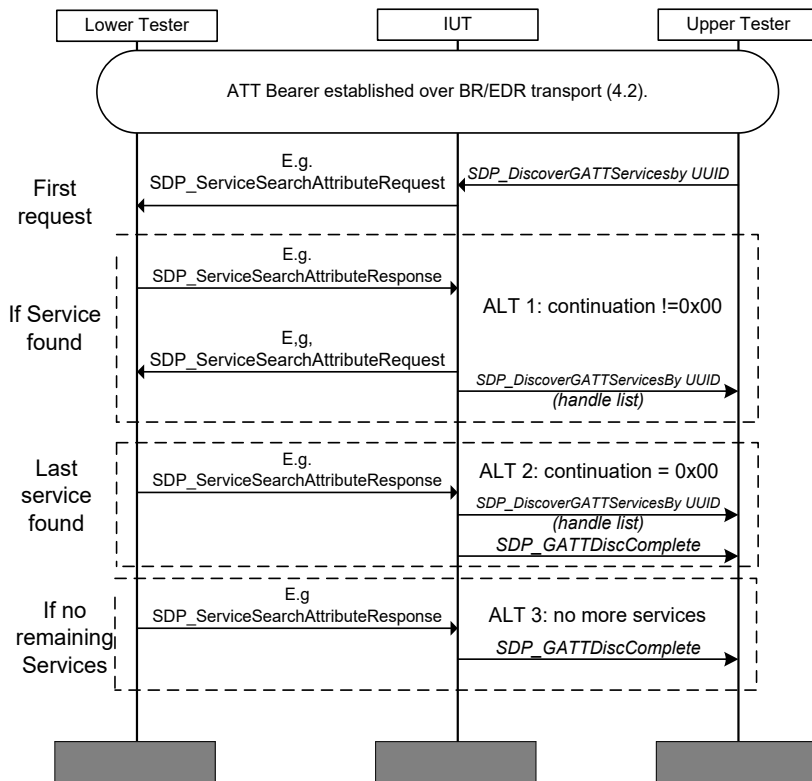 Lower Tester
IUT
Upper Tester
ATT Bearer established over BR/EDR transport (4.2).
First
request
E.g.
SDP_ServiceSearchAttributeRequest
SDP_DiscoverGATTServicesby UUID
If Service
found
E.g.
SDP_ServiceSearchAttributeResponse
ALT 1: continuation !=0x00
E,g,
SDP_ServiceSearchAttributeRequest
SDP_DiscoverGATTServicesBy UUID
(handle list)
Last
service
found
E.g.
SDP_ServiceSearchAttributeResponse
ALT 2: continuation = 0x00
SDP_DiscoverGATTServicesBy UUID
(handle list)
SDP_GATTDiscComplete
If no
remaining
Services
E.g
SDP_ServiceSearchAttributeResponse
ALT 3: no more services
SDP_GATTDiscComplete